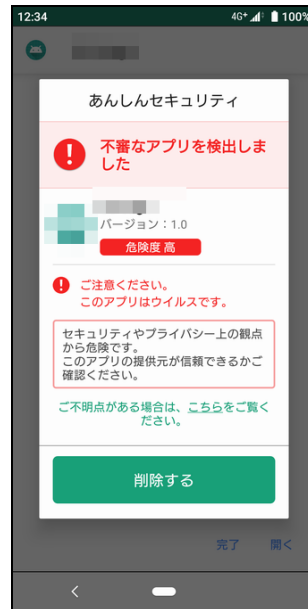 12:34
4G+
100%
あんしんセキュリティ
不審なアプリを検出しま
した
バージョン：1.0
危険度 高
ご注意ください。
このアプリはウイルスです。
セキュリティやプライバシー上の観点
から危険です。
このアプリの提供元が信頼できるかご
確認ください。
ご不明点がある場合は、こちらをご覧く
ださい。
削除する
完了
開く